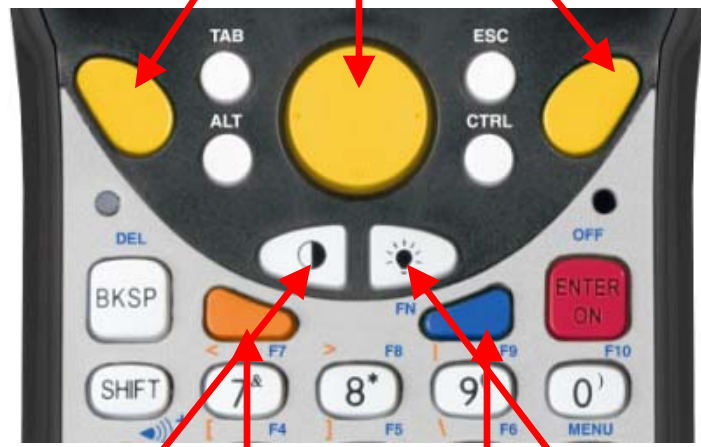 TAB ESC
ALT CTRL
DEL OFF
BKSP FN ENTER ON
< F7 > F8 | F9 F10
SHIFT 7& 8* 9 0)
[ F4 ] F5 \ F6 MENU